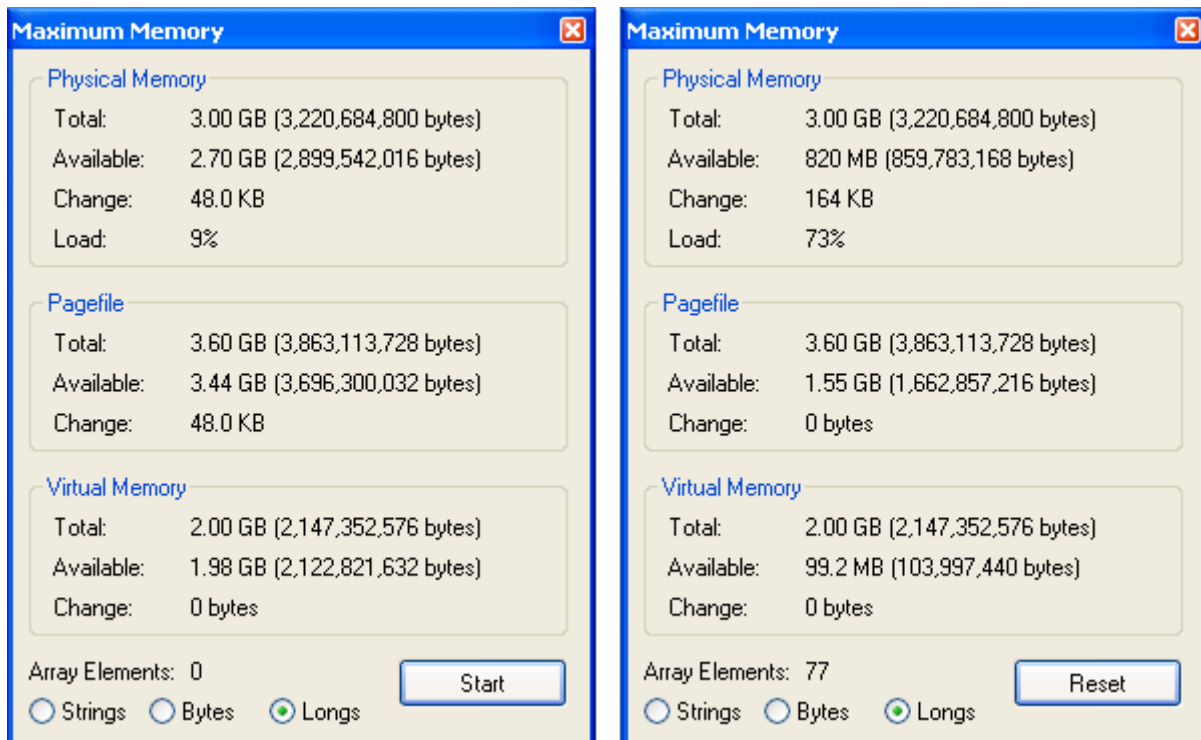 Maximum Memory
Physical Memory
Total: 3.00 GB (3,220,684,800 bytes)
Available: 2.70 GB (2,899,542,016 bytes)
Change: 48.0 KB
Load: 9%
Pagefile
Total: 3.60 GB (3,863,113,728 bytes)
Available: 3.44 GB (3,696,300,032 bytes)
Change: 48.0 KB
Virtual Memory
Total: 2.00 GB (2,147,352,576 bytes)
Available: 1.98 GB (2,122,821,632 bytes)
Change: 0 bytes
Array Elements: 0
Start
Strings Bytes Longs
Maximum Memory
Physical Memory
Total: 3.00 GB (3,220,684,800 bytes)
Available: 820 MB (859,783,168 bytes)
Change: 164 KB
Load: 73%
Pagefile
Total: 3.60 GB (3,863,113,728 bytes)
Available: 1.55 GB (1,662,857,216 bytes)
Change: 0 bytes
Virtual Memory
Total: 2.00 GB (2,147,352,576 bytes)
Available: 99.2 MB (103,997,440 bytes)
Change: 0 bytes
Array Elements: 77
Reset
Strings Bytes Longs